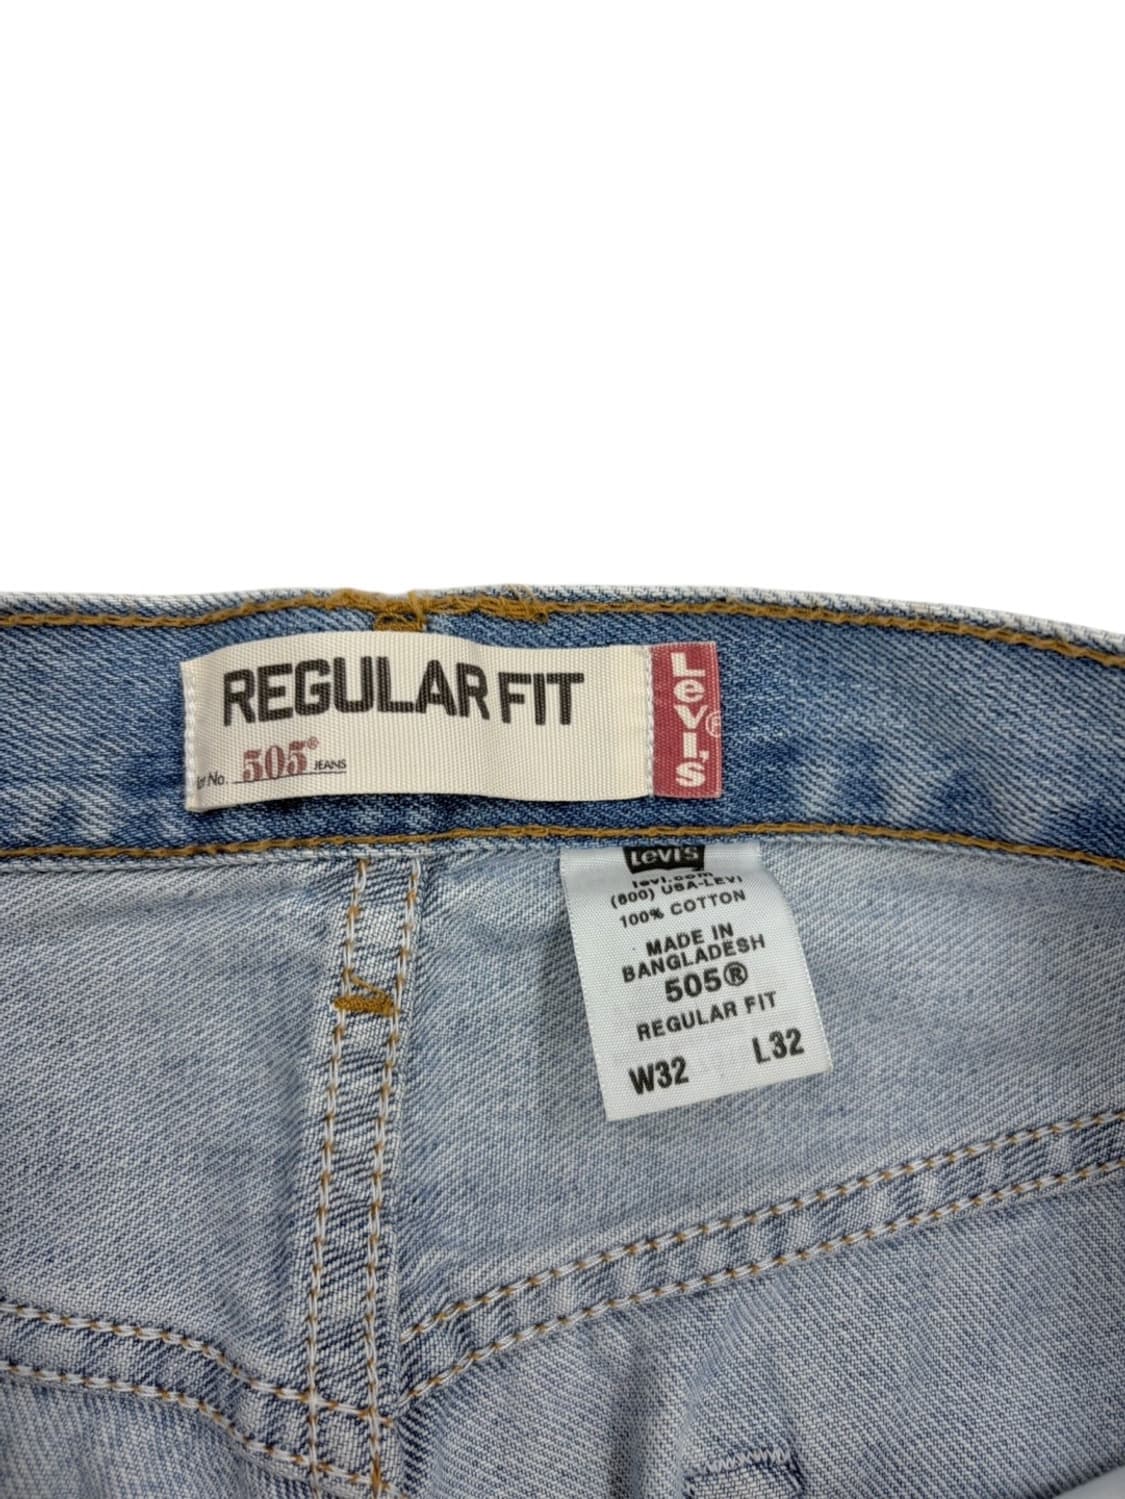 REGULAR FIT
No. 505® JEANS
Levi's®
Levi's
levi.com
(800) USA-LEVI
100% COTTON
MADE IN
BANGLADESH
505®
REGULAR FIT
W32 L32